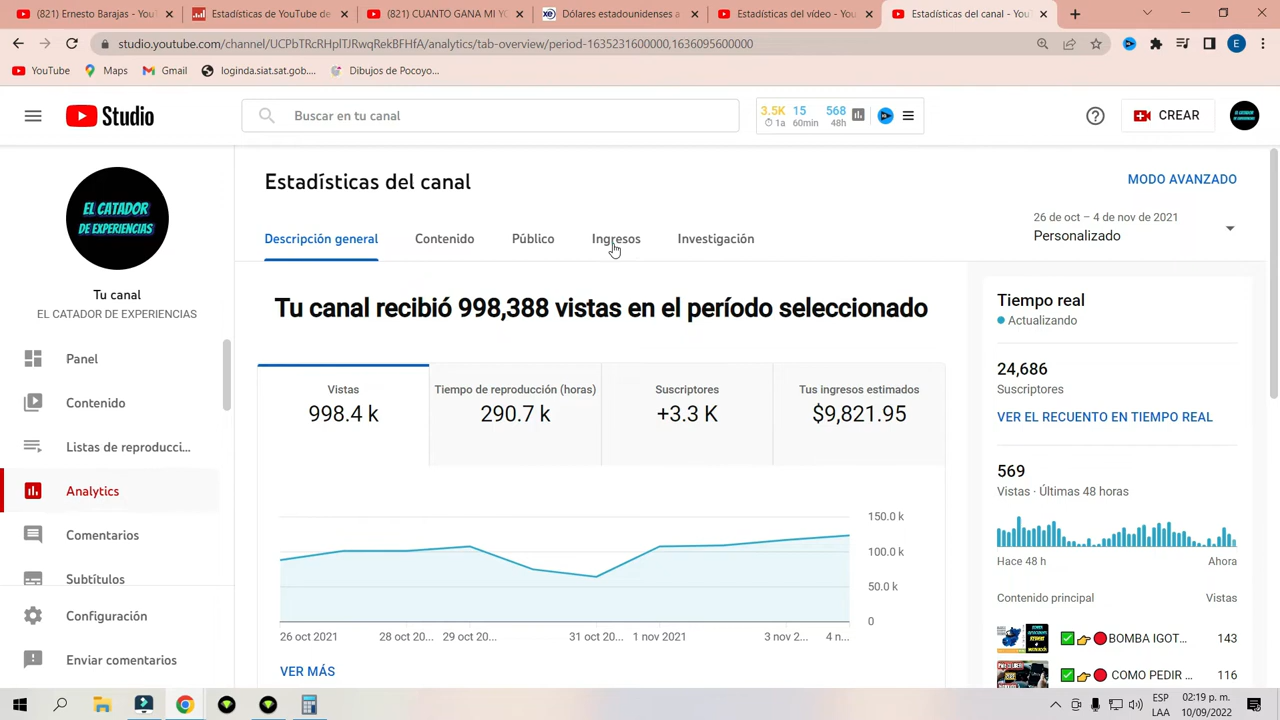 (821) Ernesto Barajas - YouTub
Estadísticas de YouTube de
(821) CUANTO GANA MI YO
Dólares estadounidenses a
Estadísticas del vídeo - You
Estadísticas del canal - You
studio.youtube.com/channel/UCPbTRcRHpITJRwqRekBFHfA/analytics/tab-overview/period-1635231600000,1636095600000
E
YouTube
Maps
Gmail
loginda.siat.sat.gob....
Dibujos de Pocoyo...
Studio
Buscar en tu canal
3.5K 15 568
1a 60min 48h
CREAR
EL CATADOR
DE EXPERIENCIAS
Tu canal
EL CATADOR DE EXPERIENCIAS
Panel
Contenido
Listas de reproducci...
Analytics
Comentarios
Subtítulos
Configuración
Enviar comentarios
Estadísticas del canal
MODO AVANZADO
Descripción general
Contenido
Público
Ingresos
Investigación
26 de oct – 4 de nov de 2021
Personalizado
Tu canal recibió 998,388 vistas en el período seleccionado
Vistas
998.4 k
Tiempo de reproducción (horas)
290.7 k
Suscriptores
+3.3 K
Tus ingresos estimados
$9,821.95
150.0 k
100.0 k
50.0 k
0
26 oct 2021
28 oct 20...
29 oct 20...
31 oct 20...
1 nov 2021
3 nov 2...
4 n...
VER MÁS
Tiempo real
Actualizando
24,686
Suscriptores
VER EL RECUENTO EN TIEMPO REAL
569
Vistas · Últimas 48 horas
Hace 48 h
Ahora
Contenido principal
Vistas
BOMBA IGOT...
143
COMO PEDIR ...
116
ESP
LAA
02:19 p. m.
10/09/2022